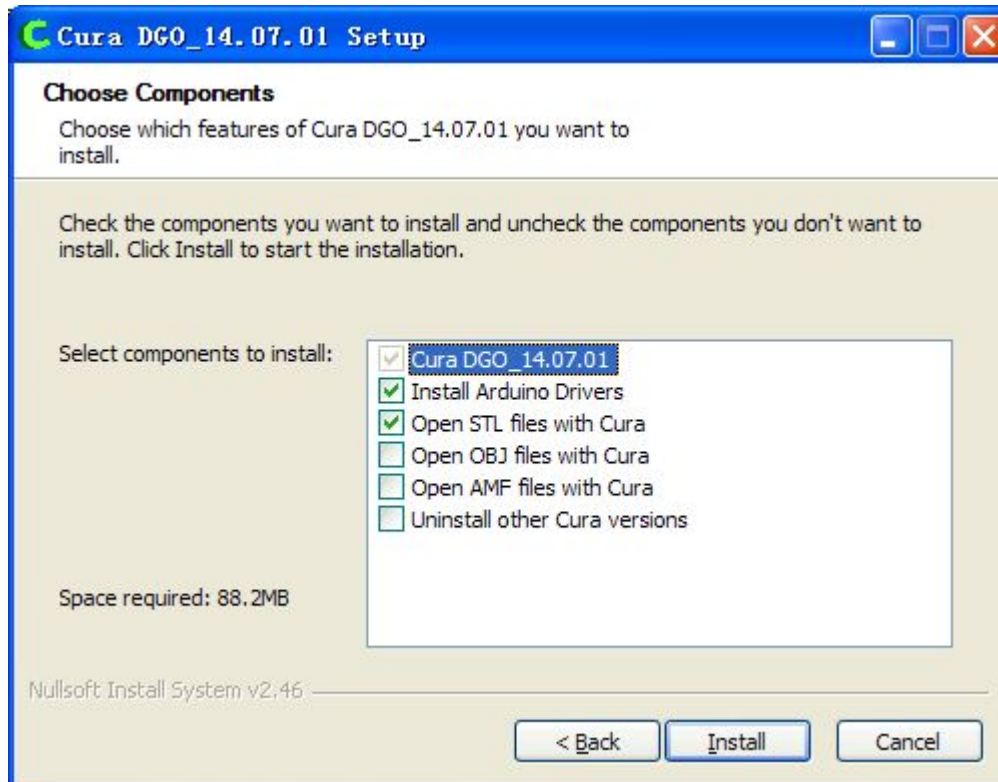 Cura DGO_14.07.01 Setup
Choose Components
Choose which features of Cura DGO_14.07.01 you want to
install.
Check the components you want to install and uncheck the components you don't want to
install. Click Install to start the installation.
Select components to install:
Cura DGO_14.07.01
Install Arduino Drivers
Open STL files with Cura
Open OBJ files with Cura
Open AMF files with Cura
Uninstall other Cura versions
Space required: 88.2MB
Nullsoft Install System v2.46
< Back
Install
Cancel